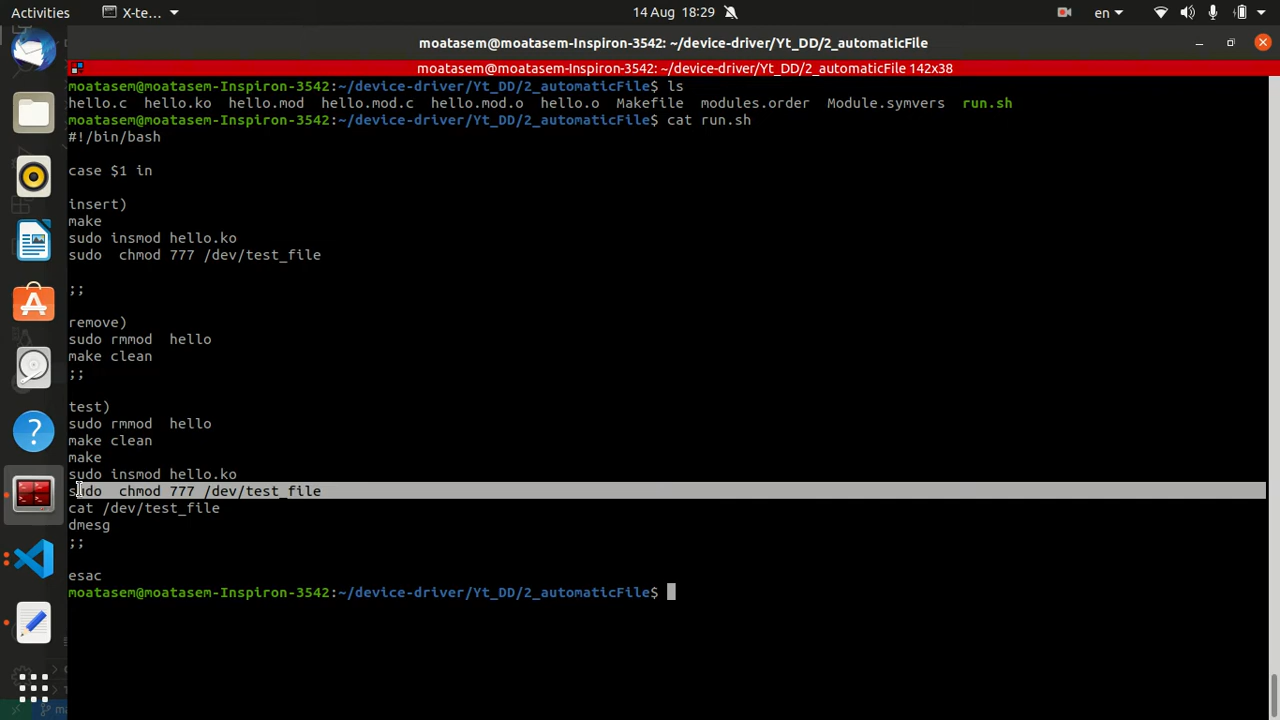 Activities
X-te...
14 Aug 18:29
en
moatasem@moatasem-Inspiron-3542: ~/device-driver/Yt_DD/2_automaticFile
moatasem@moatasem-Inspiron-3542: ~/device-driver/Yt_DD/2_automaticFile 142x38
moatasem@moatasem-Inspiron-3542:~/device-driver/Yt_DD/2_automaticFile$ ls
hello.c  hello.ko  hello.mod  hello.mod.c  hello.mod.o  hello.o  Makefile  modules.order  Module.symvers  run.sh
moatasem@moatasem-Inspiron-3542:~/device-driver/Yt_DD/2_automaticFile$ cat run.sh
#!/bin/bash
case $1 in
insert)
make
sudo insmod hello.ko
sudo  chmod 777 /dev/test_file
;;
remove)
sudo rmmod  hello
make clean
;;
test)
sudo rmmod  hello
make clean
make
sudo insmod hello.ko
sudo  chmod 777 /dev/test_file
cat /dev/test_file
dmesg
;;
esac
moatasem@moatasem-Inspiron-3542:~/device-driver/Yt_DD/2_automaticFile$